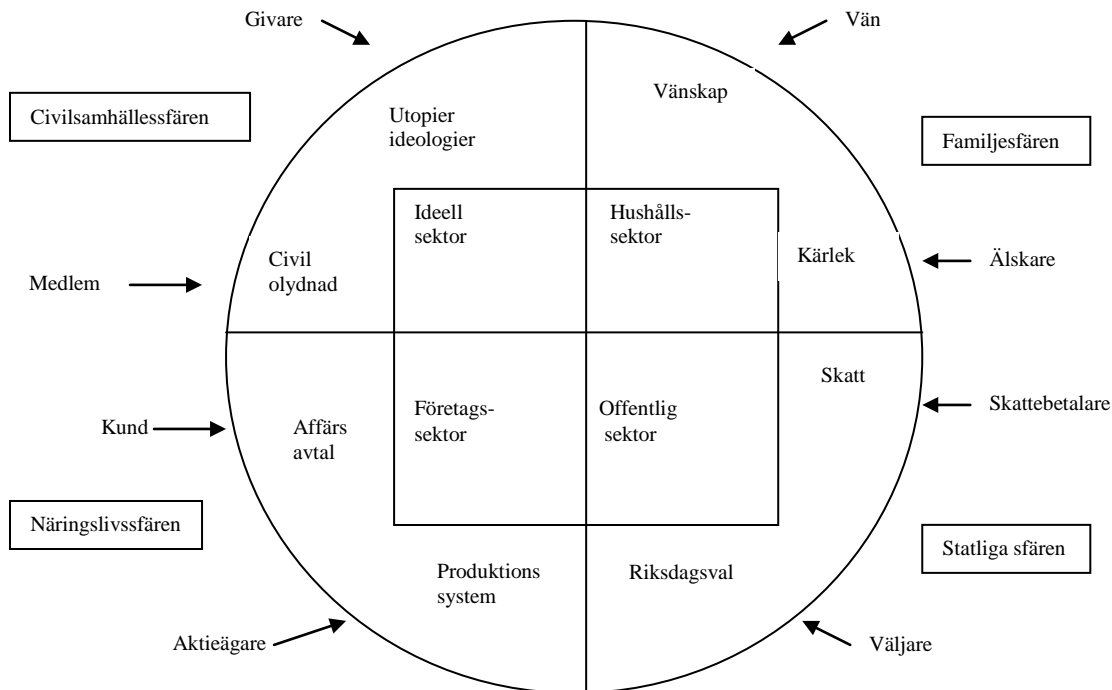 Givare
Vän
Civilsamhällessfären
Utopier
ideologier
Vänskap
Familjesfären
Ideell
sektor
Hushålls-
sektor
Civil
olydnad
Kärlek
Älskare
Medlem
Skatt
Skattebetalare
Kund
Affärs
avtal
Företags-
sektor
Offentlig
sektor
Näringslivssfären
Statliga sfären
Produktions
system
Riksdagsval
Aktieägare
Väljare